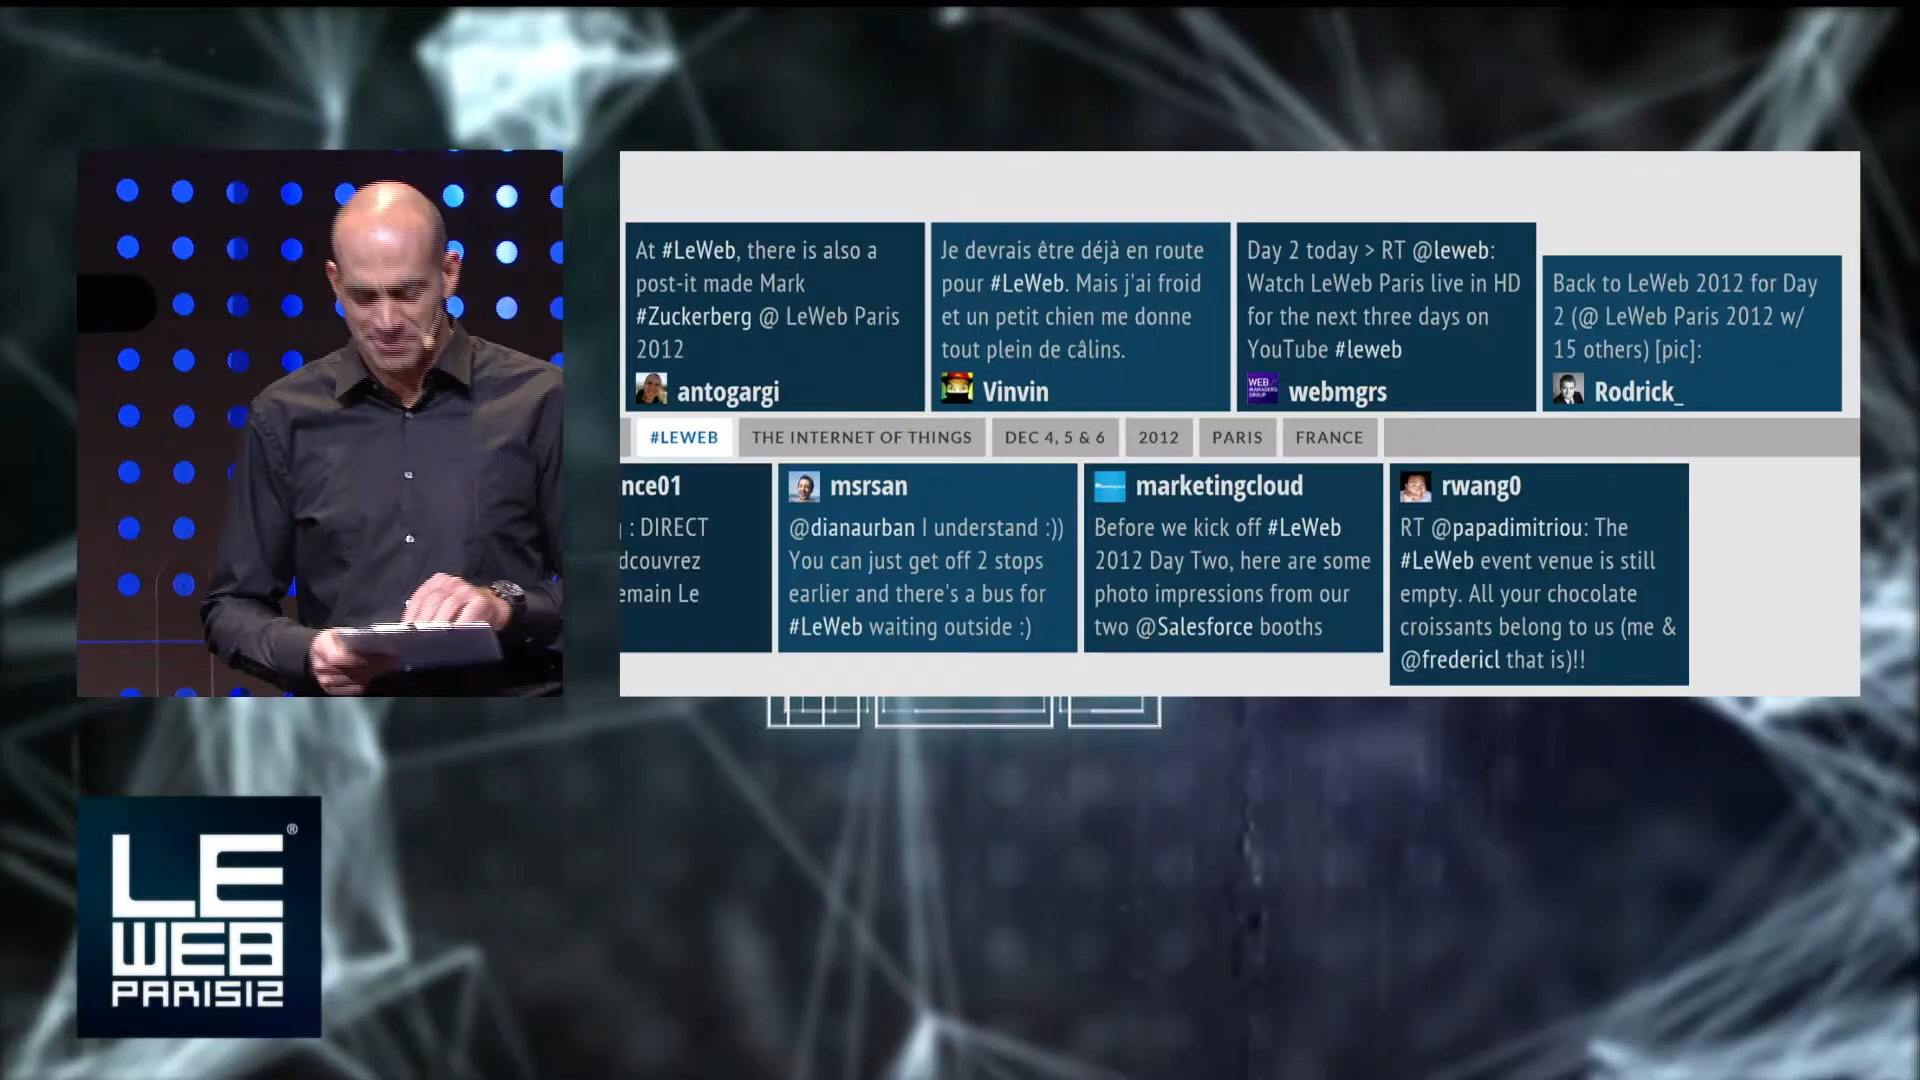 At #LeWeb, there is also a
post-it made Mark
#Zuckerberg @ LeWeb Paris
2012
antogargi
Je devrais être déjà en route
pour #LeWeb. Mais j'ai froid
et un petit chien me donne
tout plein de câlins.
Vinvin
Day 2 today > RT @leweb:
Watch LeWeb Paris live in HD
for the next three days on
YouTube #leweb
WEB//
MANAGERS
GROUP
webmgrs
Back to LeWeb 2012 for Day
2 (@ LeWeb Paris 2012 w/
15 others) [pic]:
Rodrick_
#LEWEB
THE INTERNET OF THINGS
DEC 4, 5 & 6
2012
PARIS
FRANCE
nce01
: DIRECT
dcouvrez
emain Le
msrsan
@dianaurban I understand :))
You can just get off 2 stops
earlier and there's a bus for
#LeWeb waiting outside :)
marketingcloud
Before we kick off #LeWeb
2012 Day Two, here are some
photo impressions from our
two @Salesforce booths
rwang0
RT @papadimitriou: The
#LeWeb event venue is still
empty. All your chocolate
croissants belong to us (me &
@fredericl that is)!!
LE®
WEB
PARIS12